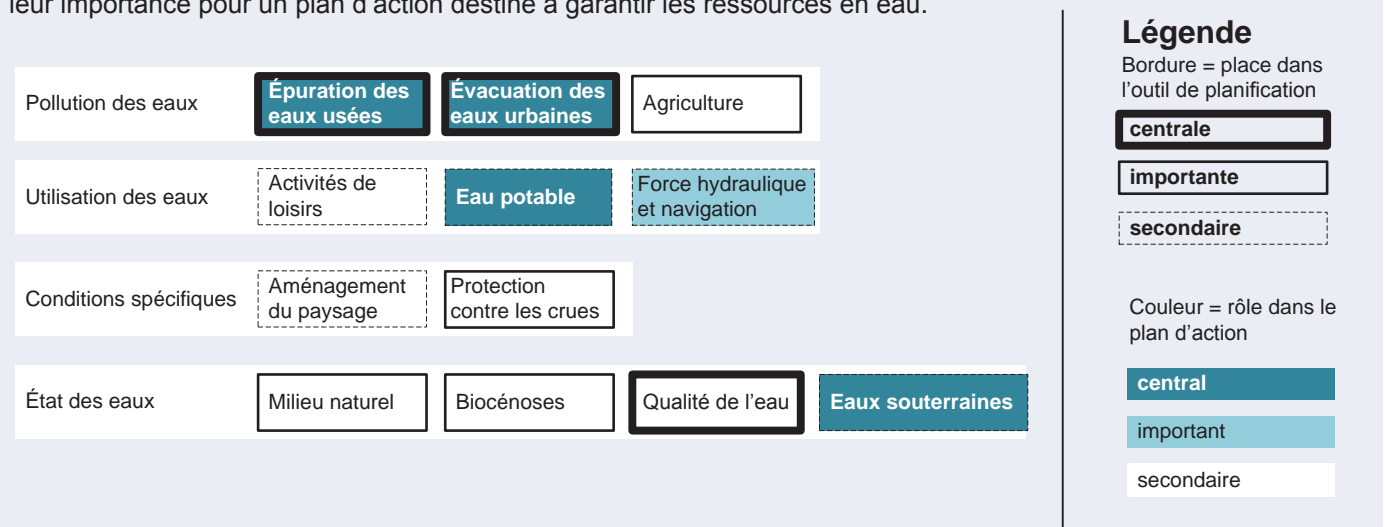 leur importance pour un plan d'action destiné à garantir les ressources en eau.
Pollution des eaux
Épuration des
eaux usées
Évacuation des
eaux urbaines
Agriculture
Utilisation des eaux
Activités de
loisirs
Eau potable
Force hydraulique
et navigation
Conditions spécifiques
Aménagement
du paysage
Protection
contre les crues
État des eaux
Milieu naturel
Biocénoses
Qualité de l'eau
Eaux souterraines
Légende
Bordure = place dans
l'outil de planification
centrale
importante
secondaire
Couleur = rôle dans le
plan d'action
central
important
secondaire